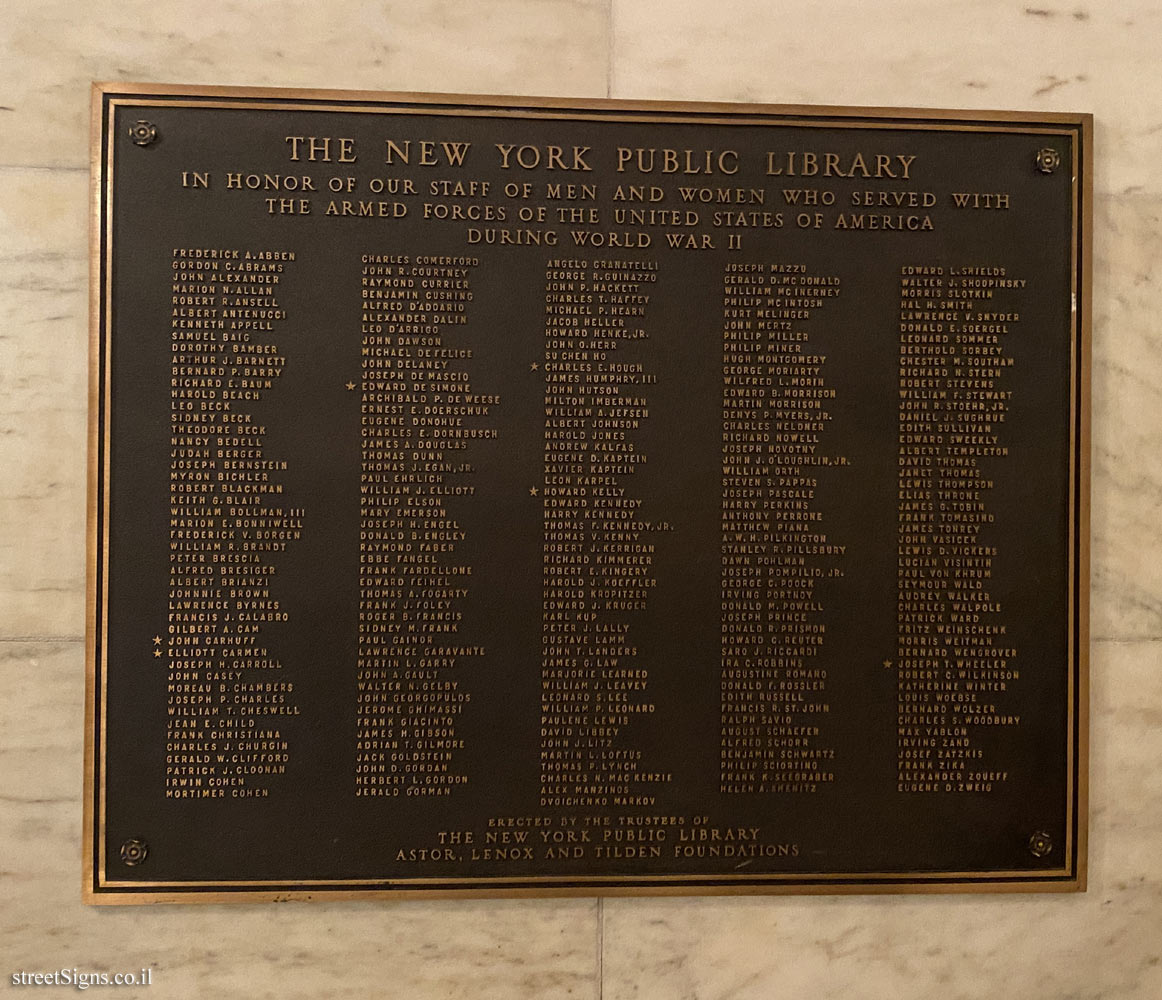 THE NEW YORK PUBLIC LIBRARY
IN HONOR OF OUR STAFF OF MEN AND WOMEN WHO SERVED WITH
THE ARMED FORCES OF THE UNITED STATES OF AMERICA
DURING WORLD WAR II
FREDERICK A. ABBEN
GORDON C. ABRAMS
JOHN ALEXANDER
MARION N. ALLAN
ROBERT R. ANSELL
ALBERT ANTENUCCI
KENNETH APPELL
SAMUEL BAIG
DOROTHY BAMBER
ARTHUR J. BARNETT
BERNARD P. BARRY
RICHARD E. BAUM
HAROLD BEACH
LEO BECK
SIDNEY BECK
THEODORE BECK
NANCY BEDELL
JUDAH BERGER
JOSEPH BERNSTEIN
MYRON BICHLER
ROBERT BLACKMAN
KEITH G. BLAIR
WILLIAM BOLLMAN, III
MARION E. BONNIWELL
FREDERICK V. BORGEN
WILLIAM R. BRANDT
PETER BRESCIA
ALFRED BRESIGER
ALBERT BRIANZI
JOHNNIE BROWN
LAWRENCE BYRNES
FRANCIS J. CALABRO
GILBERT A. CAM
★ JOHN CARHUFF
★ ELLIOTT CARMEN
JOSEPH H. CARROLL
JOHN CASEY
MOREAU B. CHAMBERS
JOSEPH P. CHARLES
WILLIAM T. CHESWELL
JEAN E. CHILD
FRANK CHRISTIANA
CHARLES J. CHURGIN
GERALD W. CLIFFORD
PATRICK J. CLOONAN
IRWIN COHEN
MORTIMER COHEN
CHARLES COMERFORD
JOHN R. COURTNEY
RAYMOND CURRIER
BENJAMIN CUSHING
ALFRED D'ADDARIO
ALEXANDER DALIN
LEO D'ARRIGO
JOHN DAWSON
MICHAEL DE FELICE
JOHN DELANEY
JOSEPH DE MASCIO
★ EDWARD DE SIMONE
ARCHIBALD P. DE WEESE
ERNEST E. DOERSCHUK
EUGENE DONOHUE
CHARLES E. DORNBUSCH
JAMES A. DOUGLAS
THOMAS DUNN
THOMAS J. EGAN, JR.
PAUL EHRLICH
WILLIAM J. ELLIOTT
PHILIP ELSON
MARY EMERSON
JOSEPH H. ENGEL
DONALD B. ENGLEY
RAYMOND FABER
EBBE FANGEL
FRANK FARDELLONE
EDWARD FEIHEL
THOMAS A. FOGARTY
FRANK J. FOLEY
ROGER B. FRANCIS
SIDNEY M. FRANK
PAUL GAINOR
LAWRENCE GARAVANTE
MARTIN L. GARRY
JOHN A. GAULT
WALTER N. GELBY
JOHN GEORGOPULOS
JEROME GHIMASSI
FRANK GIACINTO
JAMES H. GIBSON
ADRIAN T. GILMORE
JACK GOLDSTEIN
JOHN D. GORDAN
HERBERT L. GORDON
JERALD GORMAN
ANGELO GRANATELLI
GEORGE R. GUINAZZO
JOHN P. HACKETT
CHARLES T. HAFFEY
MICHAEL P. HEARN
JACOB HELLER
HOWARD HENKE, JR.
JOHN O. HERR
SU CHEN HO
★ CHARLES E. HOUGH
JAMES HUMPHRY, III
JOHN HUTSON
MILTON IMBERMAN
WILLIAM A. JEFSEN
ALBERT JOHNSON
HAROLD JONES
ANDREW KALFAS
EUGENE D. KAPTEIN
XAVIER KAPTEIN
LEON KARPEL
★ HOWARD KELLY
EDWARD KENNEDY
HARRY KENNEDY
THOMAS F. KENNEDY, JR.
THOMAS V. KENNY
ROBERT J. KERRIGAN
RICHARD KIMMERER
ROBERT E. KINGERY
HAROLD J. KOEFFLER
HAROLD KROPITZER
EDWARD J. KRUGER
KARL KUP
PETER J. LALLY
GUSTAVE LAMM
JOHN T. LANDERS
JAMES G. LAW
MARJORIE LEARNED
WILLIAM J. LEAVEY
LEONARD S. LEE
WILLIAM P. LEONARD
PAULENE LEWIS
DAVID LIBBEY
JOHN J. LITZ
MARTIN L. LOFTUS
THOMAS P. LYNCH
CHARLES N. MAC KENZIE
ALEX MANZINOS
DVOICHENKO MARKOV
JOSEPH MAZZU
GERALD D. MC DONALD
WILLIAM MC INERNEY
PHILIP MC INTOSH
KURT MELINGER
JOHN MERTZ
PHILIP MILLER
PHILIP MINER
HUGH MONTGOMERY
GEORGE MORIARTY
WILFRED L. MORIN
EDWARD B. MORRISON
MARTIN MORRISON
DENYS P. MYERS, JR.
CHARLES NELDNER
RICHARD NOWELL
JOSEPH NOVOTNY
JOHN J. O'LOUGHLIN, JR.
WILLIAM ORTH
STEVEN S. PAPPAS
JOSEPH PASCALE
HARRY PERKINS
ANTHONY PERRONE
MATTHEW PIANA
A. W. H. PILKINGTON
STANLEY R. PILLSBURY
DAWN POHLMAN
JOSEPH POMPILIO, JR.
GEORGE C. POOCK
IRVING PORTNOY
DONALD M. POWELL
JOSEPH PRINCE
DONALD R. PRISMON
HOWARD C. REUTER
SARO J. RICCARDI
IRA C. ROBBINS
AUGUSTINE ROMANO
DONALD F. ROSSLER
EDITH RUSSELL
FRANCIS R. ST. JOHN
RALPH SAVIO
AUGUST SCHAEFER
ALFRED SCHORR
BENJAMIN SCHWARTZ
PHILIP SCIORTING
FRANK K. SEEGRABER
HELEN A. SHENITZ
EDWARD L. SHIELDS
WALTER J. SHODPINSKY
MORRIS SLOTKIN
HAL H. SMITH
LAWRENCE V. SNYDER
DONALD E. SOERGEL
LEONARD SOMMER
BERTHOLD SORBEY
CHESTER M. SOUTHAM
RICHARD N. STERN
ROBERT STEVENS
WILLIAM F. STEWART
JOHN R. STOEHR, JR.
DANIEL J. SUGHRUE
EDITH SULLIVAN
EDWARD SWEEKLY
ALBERT TEMPLETON
DAVID THOMAS
JANET THOMAS
LEWIS THOMPSON
ELIAS THRONE
JAMES O. TOBIN
FRANK TOMASINO
JAMES TONREY
JOHN VASICEK
LEWIS D. VICKERS
LUCIAN VISINTIN
PAUL VON KHRUM
SEYMOUR WALD
AUDREY WALKER
CHARLES WALPOLE
PATRICK WARD
FRITZ WEINSCHENK
MORRIS WEITMAN
BERNARD WENGROVER
★ JOSEPH T. WHEELER
ROBERT C. WILKINSON
KATHERINE WINTER
LOUIS WOEBSE
BERHARD WOLZER
CHARLES S. WOODBURY
MAX YABLON
IRVING ZAND
JOSEF ZATZKIS
FRANK ZIKA
ALEXANDER ZOUEFF
EUGENE D. ZWEIG
ERECTED BY THE TRUSTEES OF
THE NEW YORK PUBLIC LIBRARY
ASTOR, LENOX AND TILDEN FOUNDATIONS
streetSigns.co.il